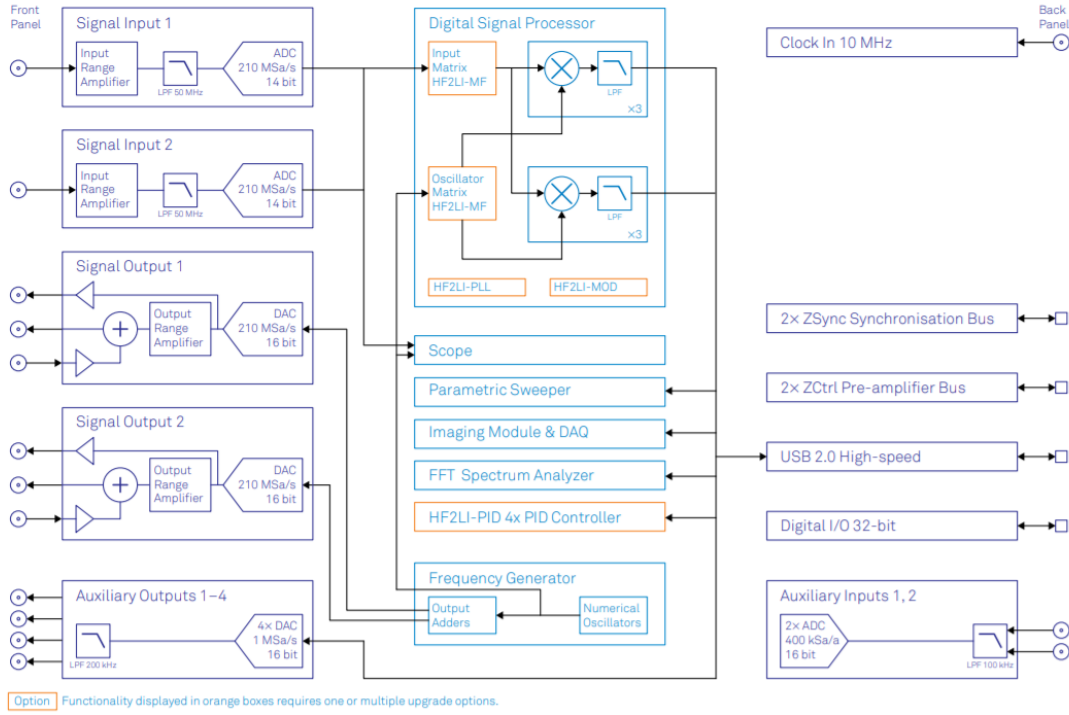 Front
Panel
Signal Input 1
Input
Range
Amplifier
LPF 50 MHz
ADC
210 MSa/s
14 bit
Signal Input 2
Input
Range
Amplifier
LPF 50 MHz
ADC
210 MSa/s
14 bit
Signal Output 1
Output
Range
Amplifier
DAC
210 MSa/s
16 bit
Signal Output 2
Output
Range
Amplifier
DAC
210 MSa/s
16 bit
Auxiliary Outputs 1–4
LPF 200 kHz
4× DAC
1 MSa/s
16 bit
Digital Signal Processor
Input
Matrix
HF2LI-MF
LPF
×3
Oscillator
Matrix
HF2LI-MF
LPF
×3
HF2LI-PLL
HF2LI-MOD
Scope
Parametric Sweeper
Imaging Module & DAQ
FFT Spectrum Analyzer
HF2LI-PID 4x PID Controller
Frequency Generator
Output
Adders
Numerical
Oscillators
Back
Panel
Clock In 10 MHz
2× ZSync Synchronisation Bus
2× ZCtrl Pre-amplifier Bus
USB 2.0 High-speed
Digital I/O 32-bit
Auxiliary Inputs 1, 2
2× ADC
400 kSa/a
16 bit
LPF 100 kHz
Option Functionality displayed in orange boxes requires one or multiple upgrade options.